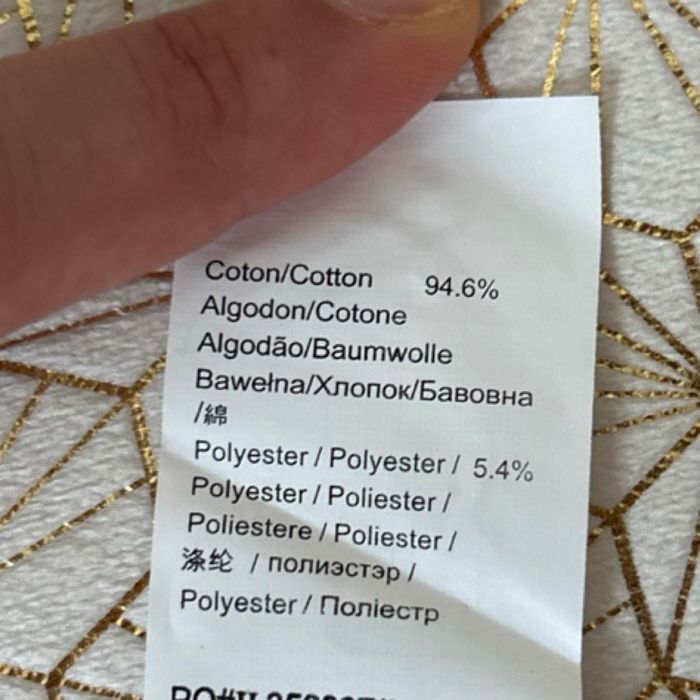 Coton/Cotton 94.6%
Algodon/Cotone
Algodão/Baumwolle
Bawełna/Хлопок/Бавовна
/綿
Polyester / Polyester / 5.4%
Polyester / Poliester /
Poliestere / Poliester /
涤纶 / полиэстэр /
Polyester / Поліестр